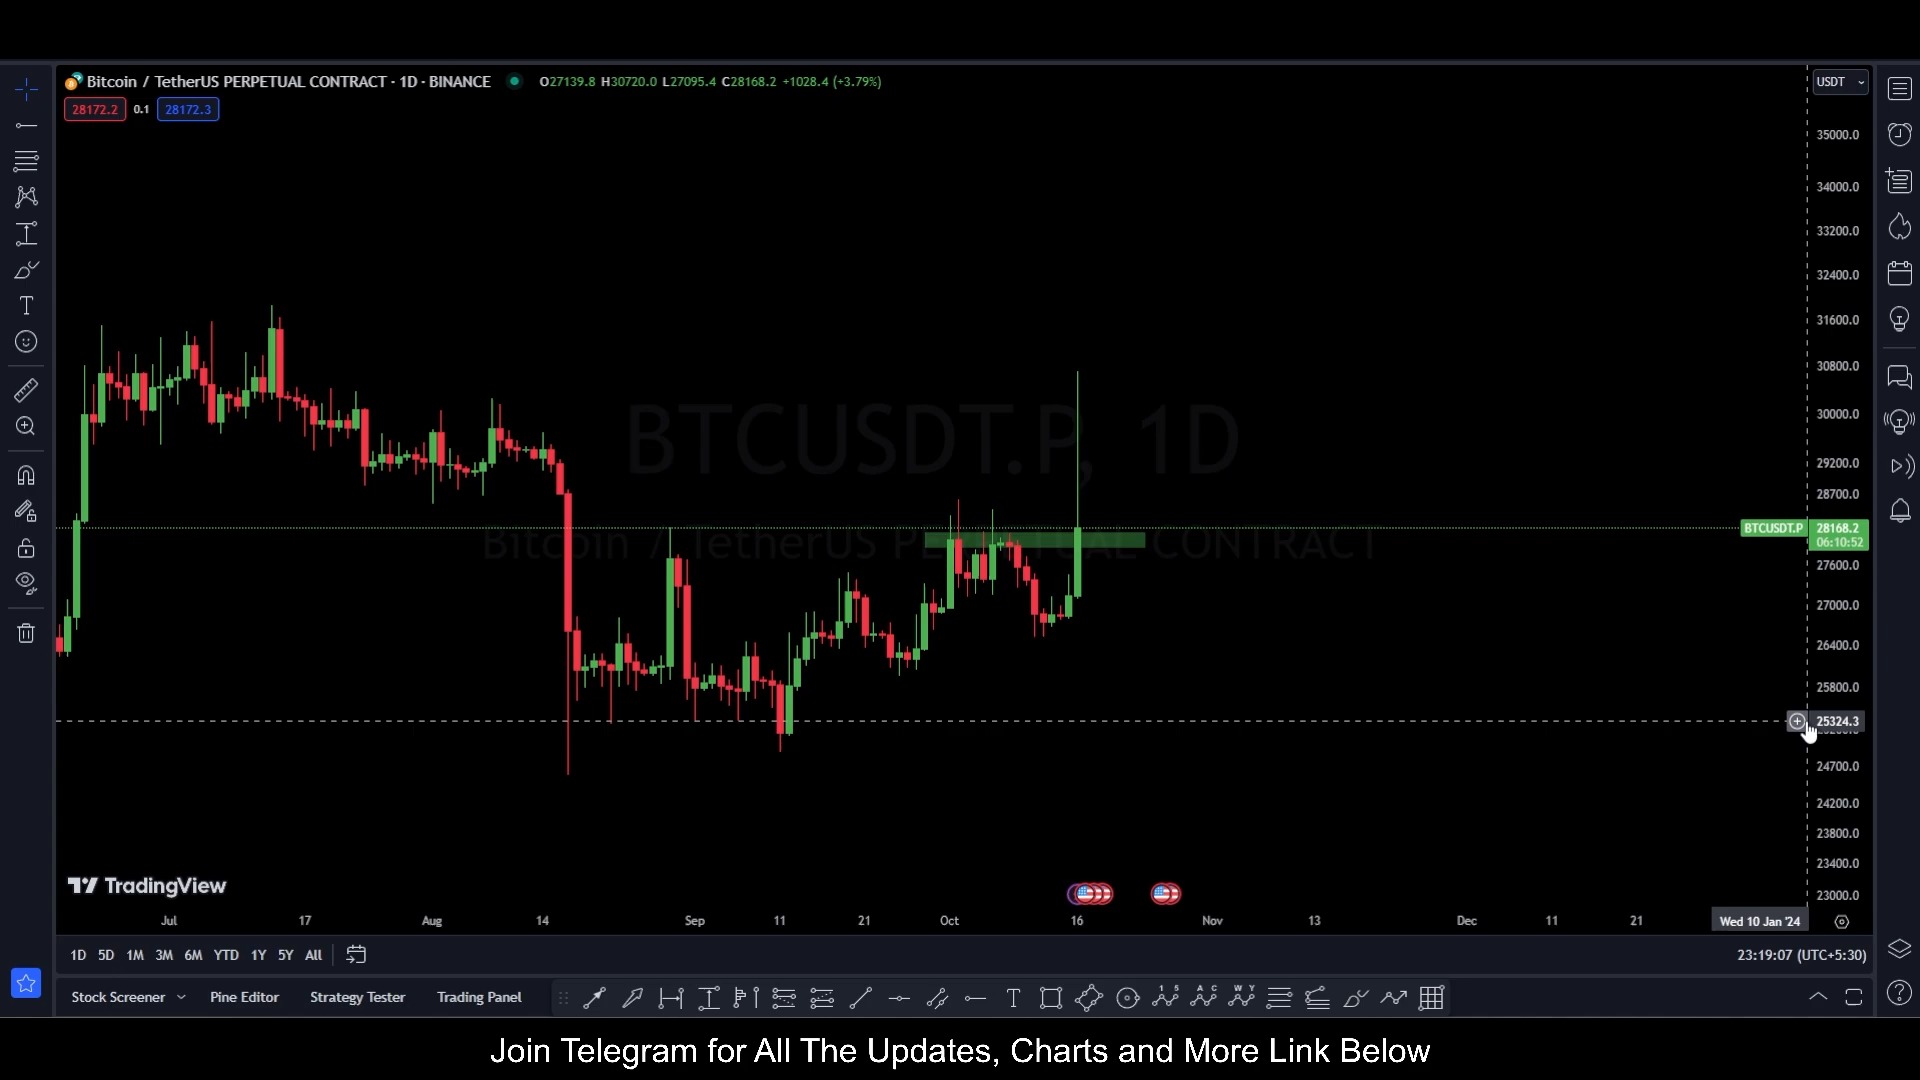 Bitcoin / TetherUS PERPETUAL CONTRACT · 1D · BINANCE O27139.8 H30720.0 L27095.4 C28168.2 +1028.4 (+3.79%)
USDT
28172.2 0.1 28172.3
35000.0
34000.0
33200.0
32400.0
31600.0
30800.0
30000.0
29200.0
28700.0
BTCUSDT.P, 1D
Bitcoin / TetherUS PERPETUAL CONTRACT
BTCUSDT.P 28168.2
06:10:52
27600.0
27000.0
26400.0
25800.0
25324.3
24700.0
24200.0
23800.0
23400.0
23000.0
TradingView
Jul 17 Aug 14 Sep 11 21 Oct 16 Nov 13 Dec 11 21 Wed 10 Jan '24
1D 5D 1M 3M 6M YTD 1Y 5Y All 23:19:07 (UTC+5:30)
Stock Screener Pine Editor Strategy Tester Trading Panel
Join Telegram for All The Updates, Charts and More Link Below